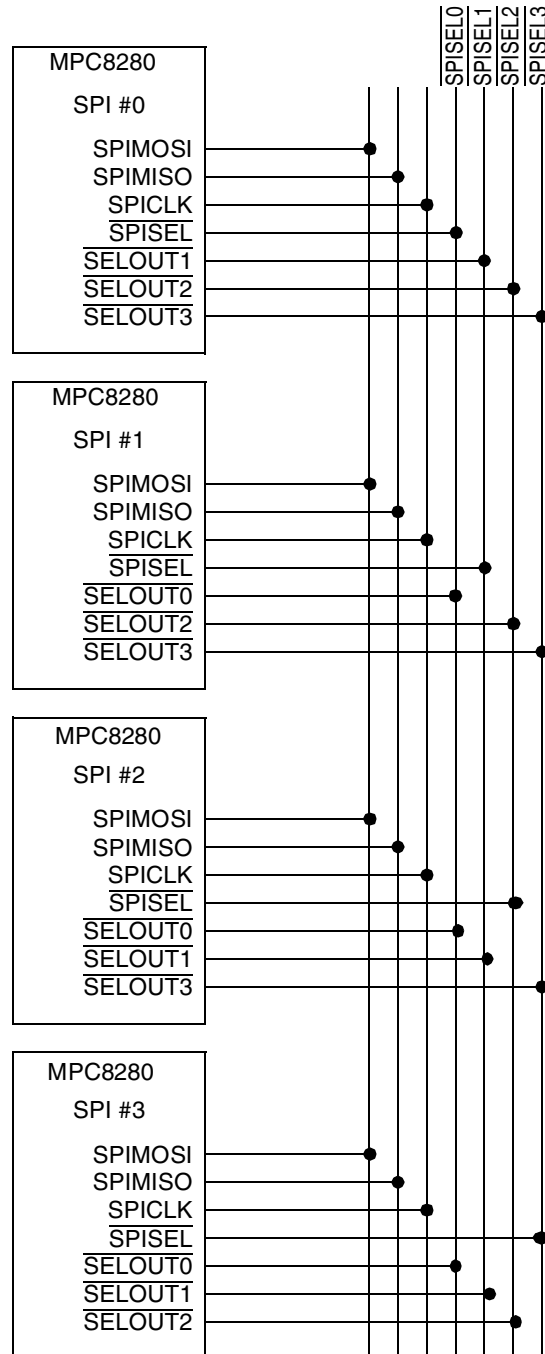 SPISEL0
SPISEL1
SPISEL2
SPISEL3
MPC8280
SPI #0
SPIMOSI
SPIMISO
SPICLK
SPISEL
SELOUT1
SELOUT2
SELOUT3
MPC8280
SPI #1
SPIMOSI
SPIMISO
SPICLK
SPISEL
SELOUT0
SELOUT2
SELOUT3
MPC8280
SPI #2
SPIMOSI
SPIMISO
SPICLK
SPISEL
SELOUT0
SELOUT1
SELOUT3
MPC8280
SPI #3
SPIMOSI
SPIMISO
SPICLK
SPISEL
SELOUT0
SELOUT1
SELOUT2